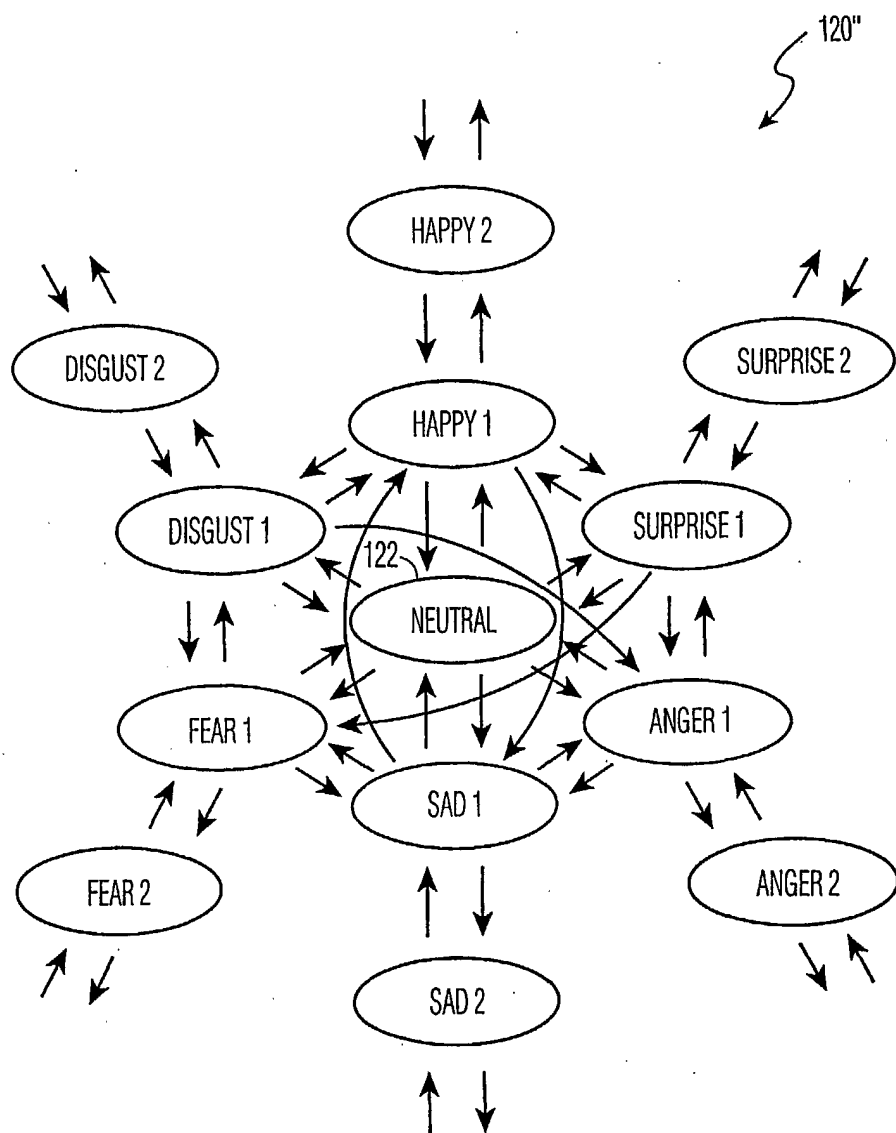 120"
HAPPY 2
DISGUST 2
SURPRISE 2
HAPPY 1
DISGUST 1
SURPRISE 1
122
NEUTRAL
FEAR 1
ANGER 1
SAD 1
FEAR 2
ANGER 2
SAD 2